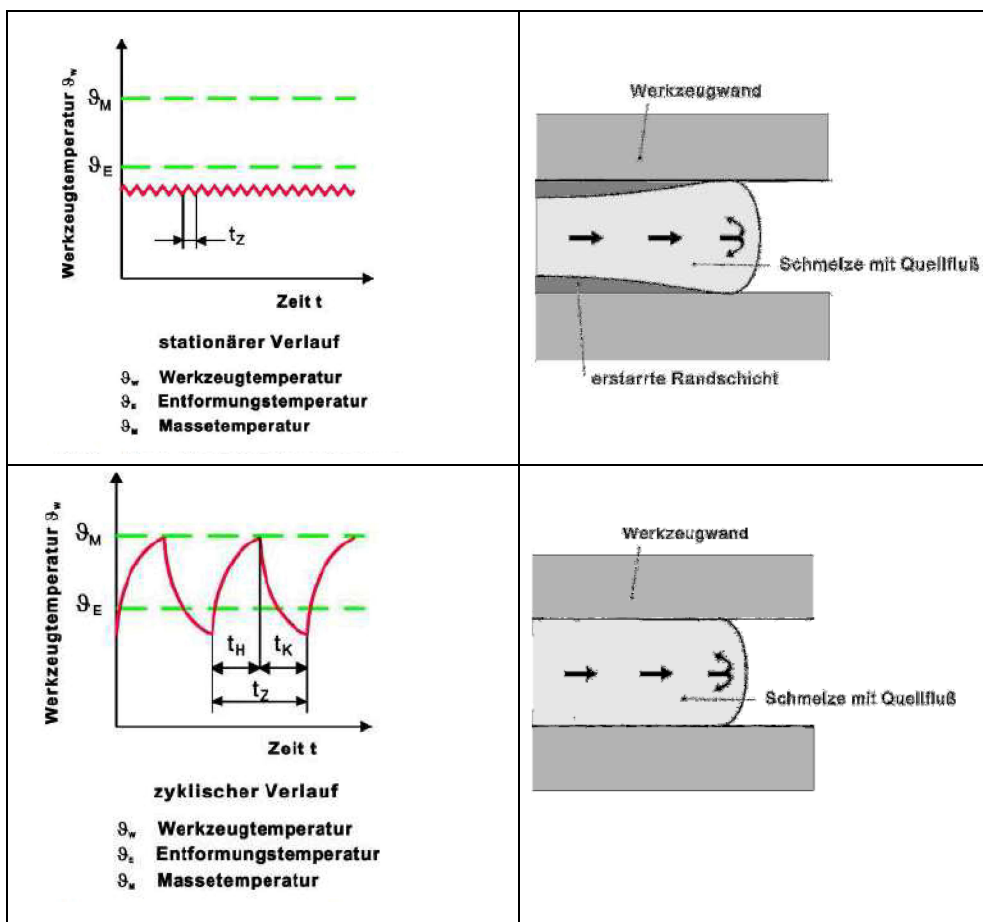 Werkzeugtemperatur ϑw
ϑM
ϑE
tZ
Zeit t
stationärer Verlauf
ϑw Werkzeugtemperatur
ϑE Entformungstemperatur
ϑM Massetemperatur
Werkzeugwand
Schmelze mit Quellfluß
erstarrte Randschicht
Werkzeugtemperatur ϑw
ϑM
ϑE
tH tK
tZ
Zeit t
zyklischer Verlauf
ϑw Werkzeugtemperatur
ϑE Entformungstemperatur
ϑM Massetemperatur
Werkzeugwand
Schmelze mit Quellfluß